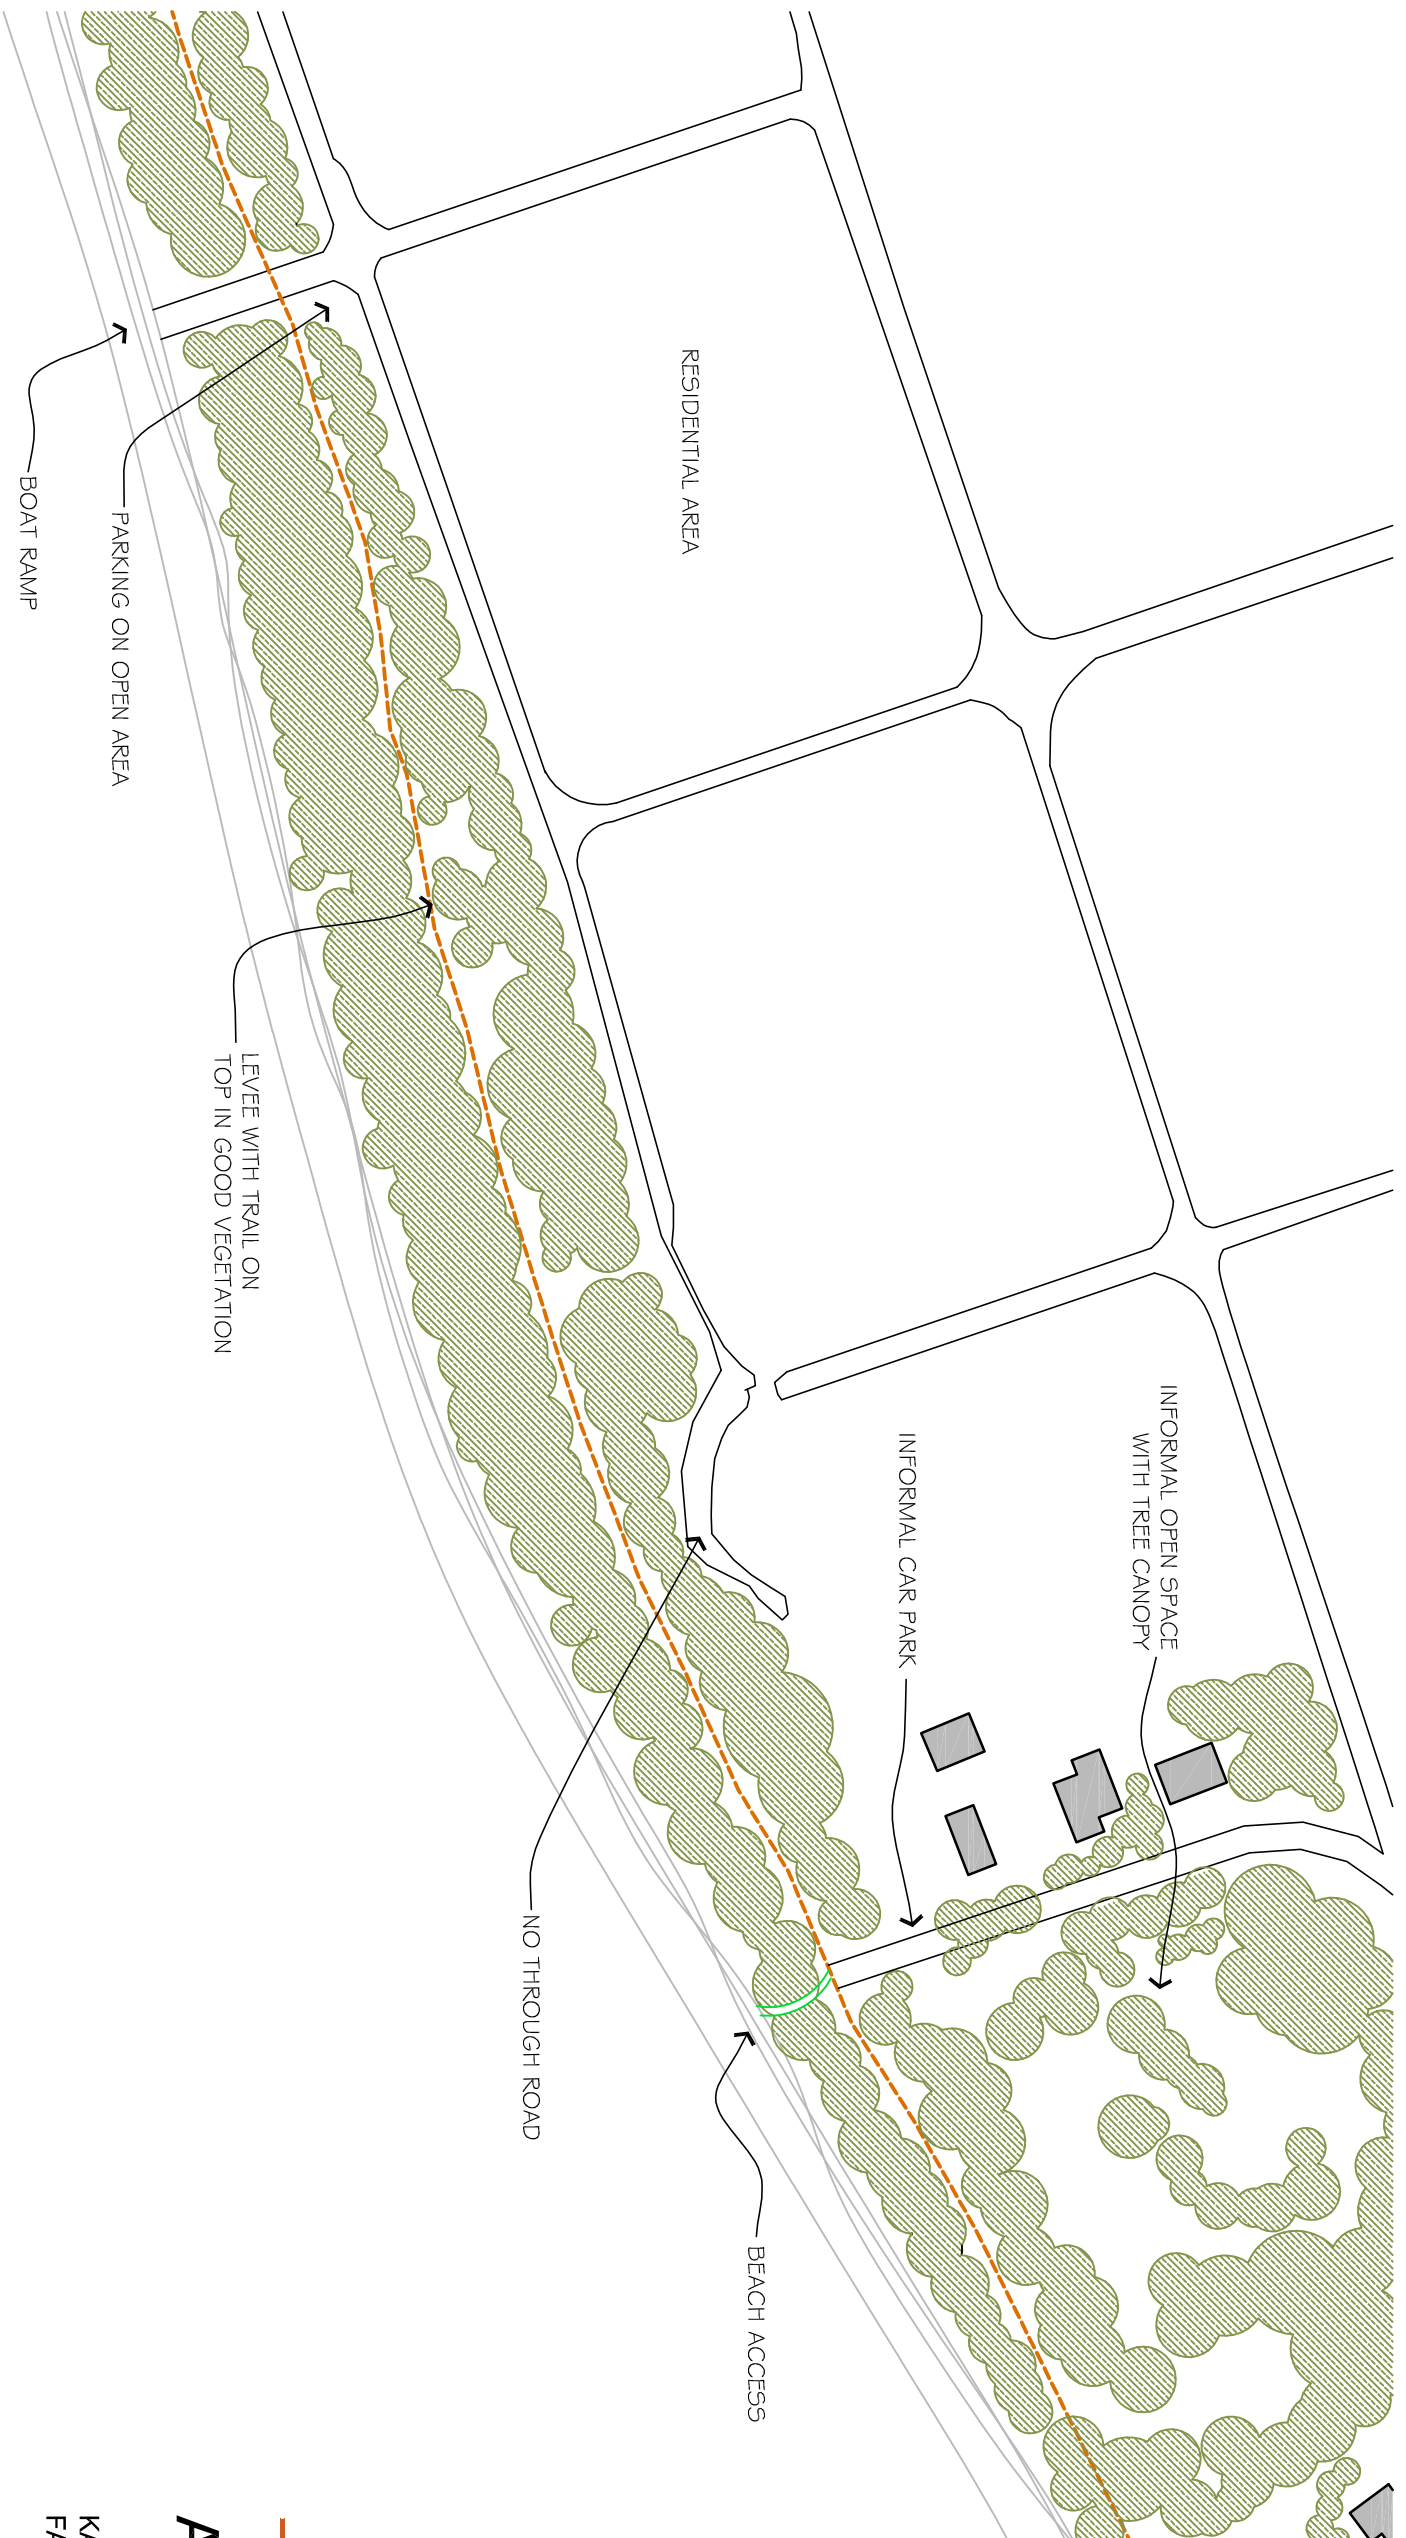 INFORMAL OPEN SPACE
WITH TREE CANOPY
INFORMAL CAR PARK
RESIDENTIAL AREA
BEACH ACCESS
NO THROUGH ROAD
LEVEE WITH TRAIL ON
TOP IN GOOD VEGETATION
PARKING ON OPEN AREA
BOAT RAMP